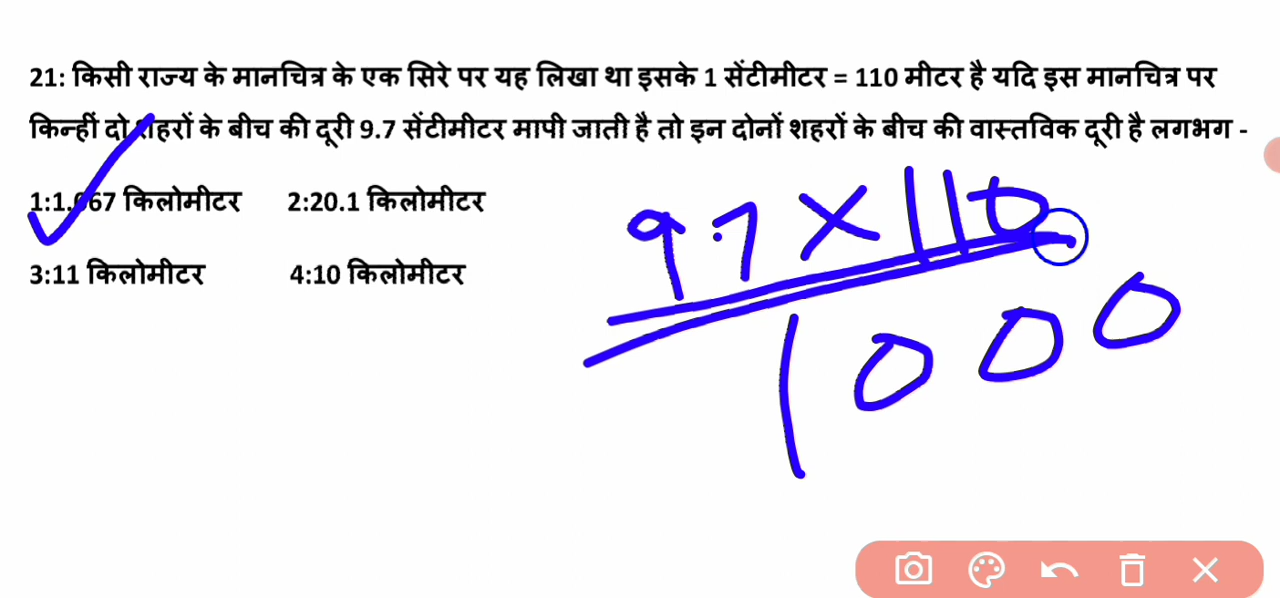 21: किसी राज्य के मानचित्र के एक सिरे पर यह लिखा था इसके 1 सेंटीमीटर = 110 मीटर है यदि इस मानचित्र पर
किन्हीं दो शहरों के बीच की दूरी 9.7 सेंटीमीटर मापी जाती है तो इन दोनों शहरों के बीच की वास्तविक दूरी है लगभग -
1:1.067 किलोमीटर 2:20.1 किलोमीटर
3:11 किलोमीटर 4:10 किलोमीटर
9.7 × 110
1000